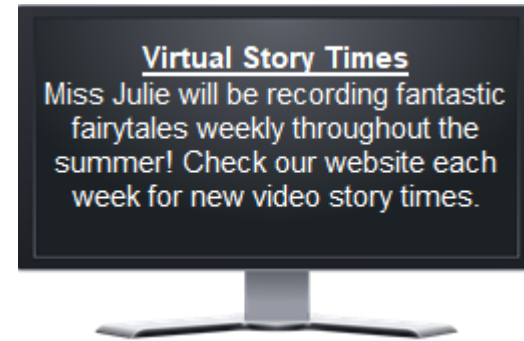 Virtual Story Times
Miss Julie will be recording fantastic
fairytales weekly throughout the
summer! Check our website each
week for new video story times.